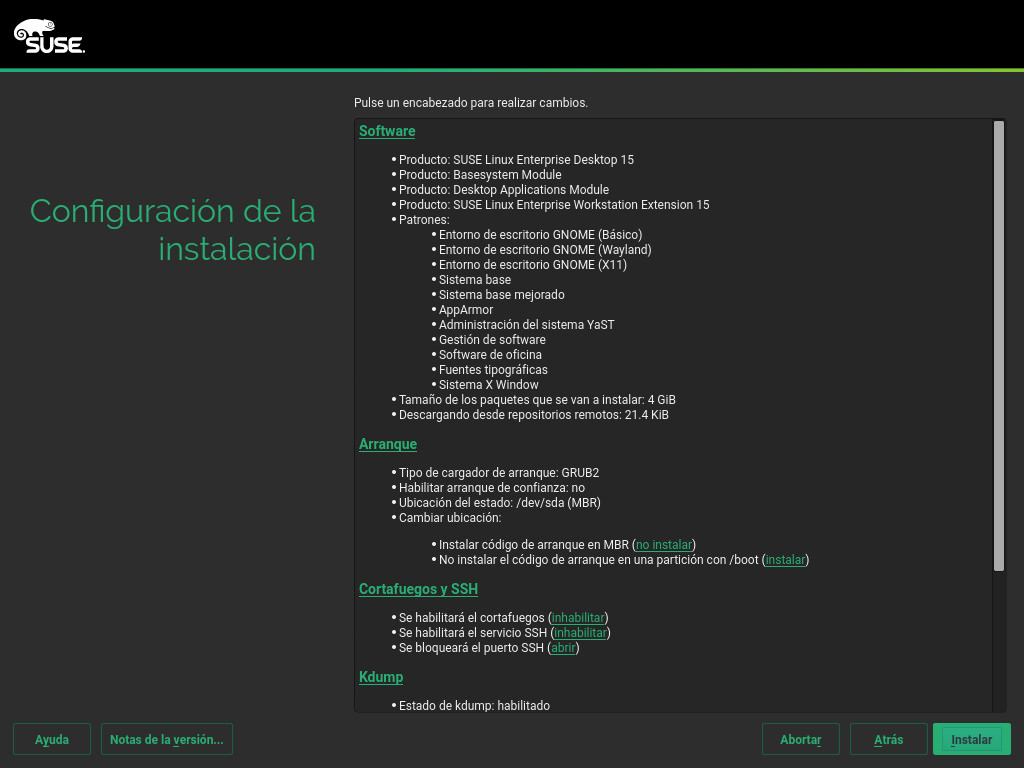 SUSE.
Pulse un encabezado para realizar cambios.
Configuración de la
instalación
Software
• Producto: SUSE Linux Enterprise Desktop 15
• Producto: Basesystem Module
• Producto: Desktop Applications Module
• Producto: SUSE Linux Enterprise Workstation Extension 15
• Patrones:
• Entorno de escritorio GNOME (Básico)
• Entorno de escritorio GNOME (Wayland)
• Entorno de escritorio GNOME (X11)
• Sistema base
• Sistema base mejorado
• AppArmor
• Administración del sistema YaST
• Gestión de software
• Software de oficina
• Fuentes tipográficas
• Sistema X Window
• Tamaño de los paquetes que se van a instalar: 4 GiB
• Descargando desde repositorios remotos: 21.4 KiB
Arranque
• Tipo de cargador de arranque: GRUB2
• Habilitar arranque de confianza: no
• Ubicación del estado: /dev/sda (MBR)
• Cambiar ubicación:
• Instalar código de arranque en MBR (no instalar)
• No instalar el código de arranque en una partición con /boot (instalar)
Cortafuegos y SSH
• Se habilitará el cortafuegos (inhabilitar)
• Se habilitará el servicio SSH (inhabilitar)
• Se bloqueará el puerto SSH (abrir)
Kdump
• Estado de kdump: habilitado
Ayuda
Notas de la versión...
Abortar
Atrás
Instalar